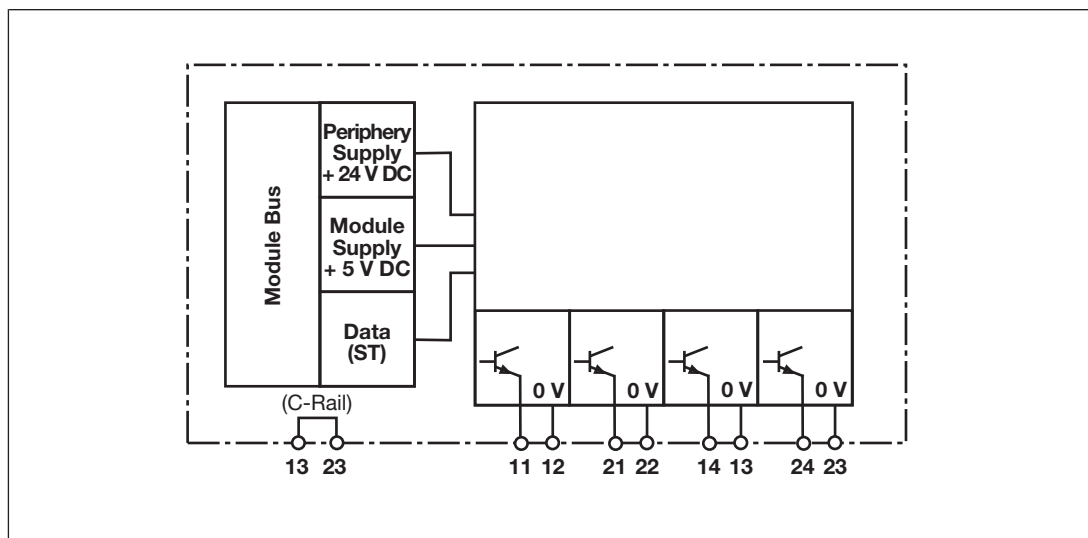 Module Bus
Periphery
Supply
+ 24 V DC
Module
Supply
+ 5 V DC
Data
(ST)
(C-Rail)
13 23
0 V 0 V 0 V 0 V
11 12 21 22 14 13 24 23